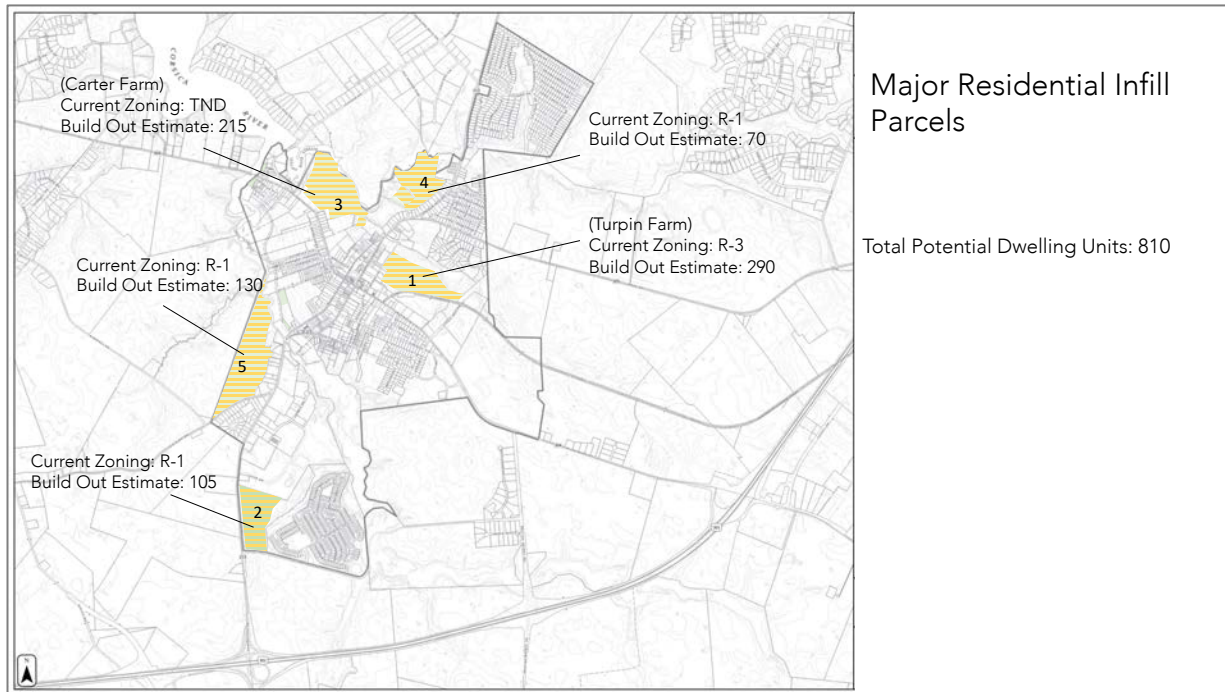 Major Residential Infill
Parcels
Total Potential Dwelling Units: 810
CORSICA
RIVER
(Carter Farm)
Current Zoning: TND
Build Out Estimate: 215
3
Current Zoning: R-1
Build Out Estimate: 70
4
(Turpin Farm)
Current Zoning: R-3
Build Out Estimate: 290
1
Current Zoning: R-1
Build Out Estimate: 130
5
Current Zoning: R-1
Build Out Estimate: 105
2
N